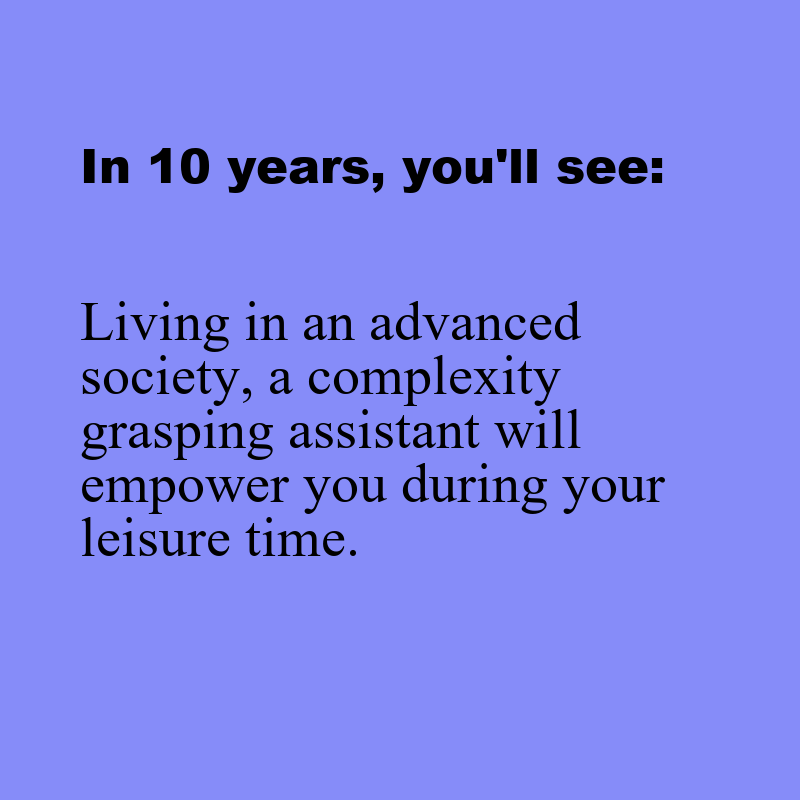 In 10 years, you'll see:
Living in an advanced
society, a complexity
grasping assistant will
empower you during your
leisure time.